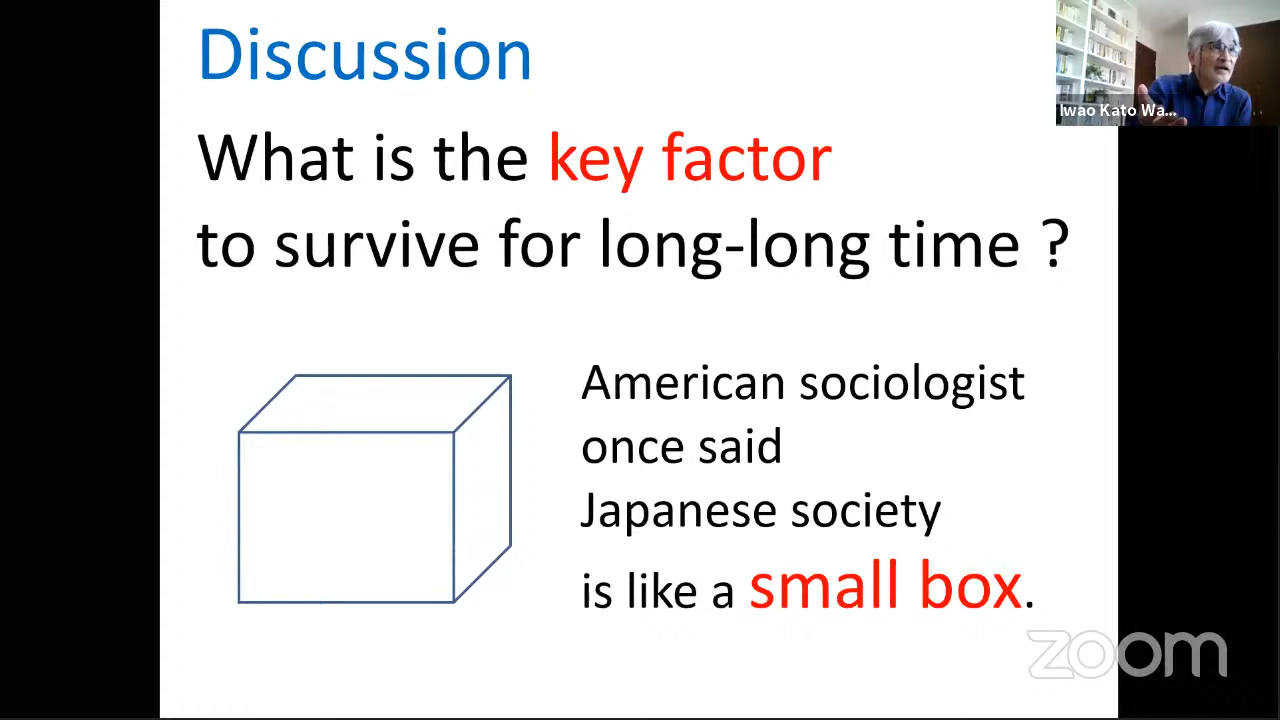 Discussion
What is the key factor
to survive for long-long time ?
American sociologist
once said
Japanese society
is like a small box.
Iwao Kato Wa...
zoom